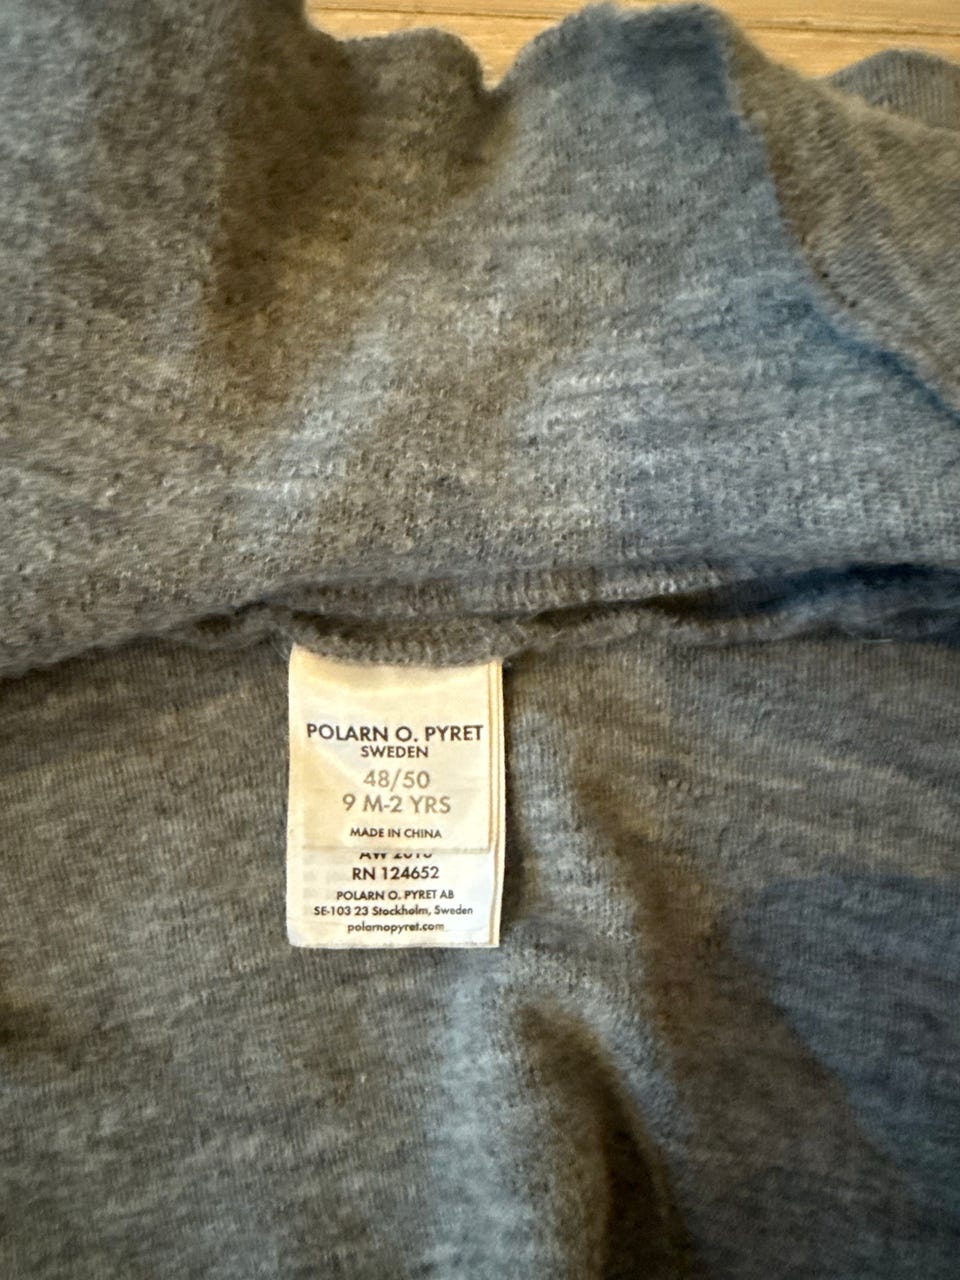 POLARN O. PYRET
SWEDEN
48/50
9 M-2 YRS
MADE IN CHINA
AW
RN 124652
POLARN O. PYRET AB
SE-103 23 Stockholm, Sweden
polarnopyret.com